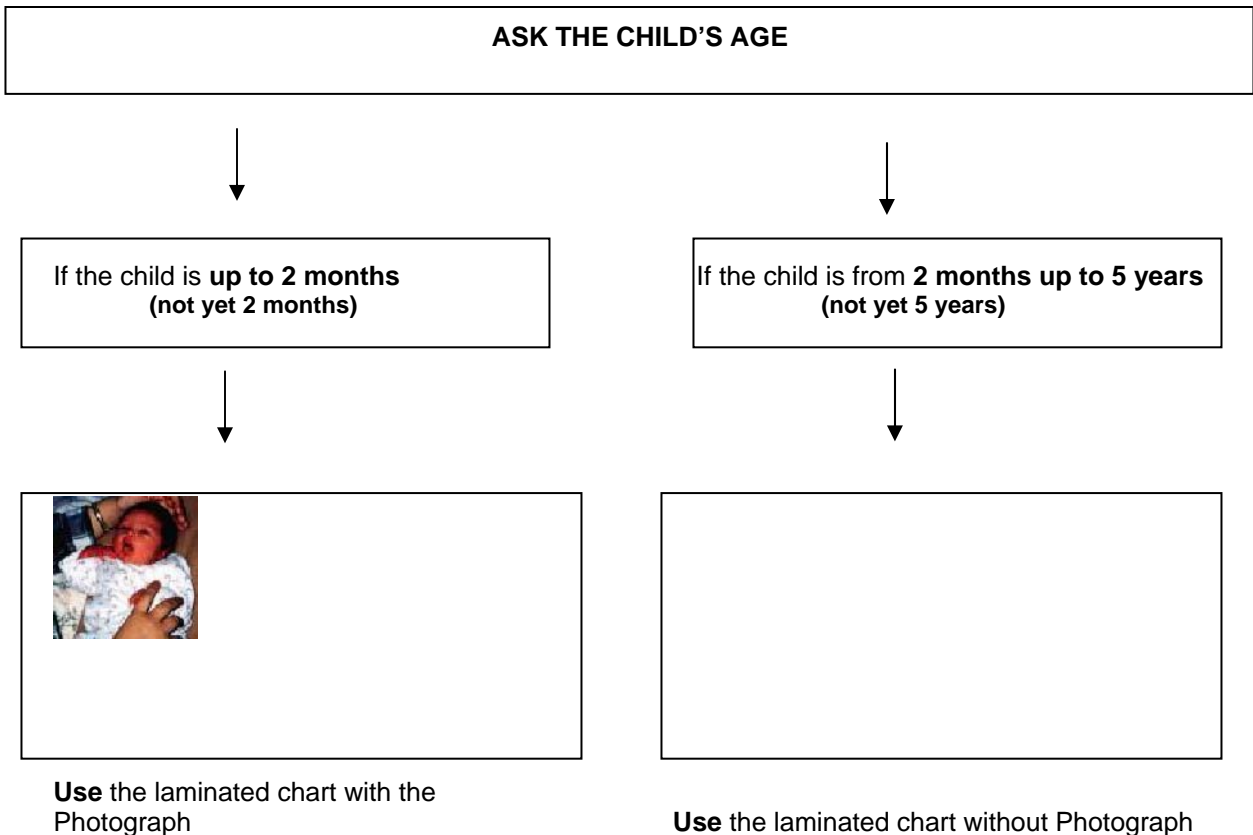 ASK THE CHILD’S AGE
If the child is up to 2 months
(not yet 2 months)
If the child is from 2 months up to 5 years
(not yet 5 years)
Use the laminated chart with the
Photograph
Use the laminated chart without Photograph